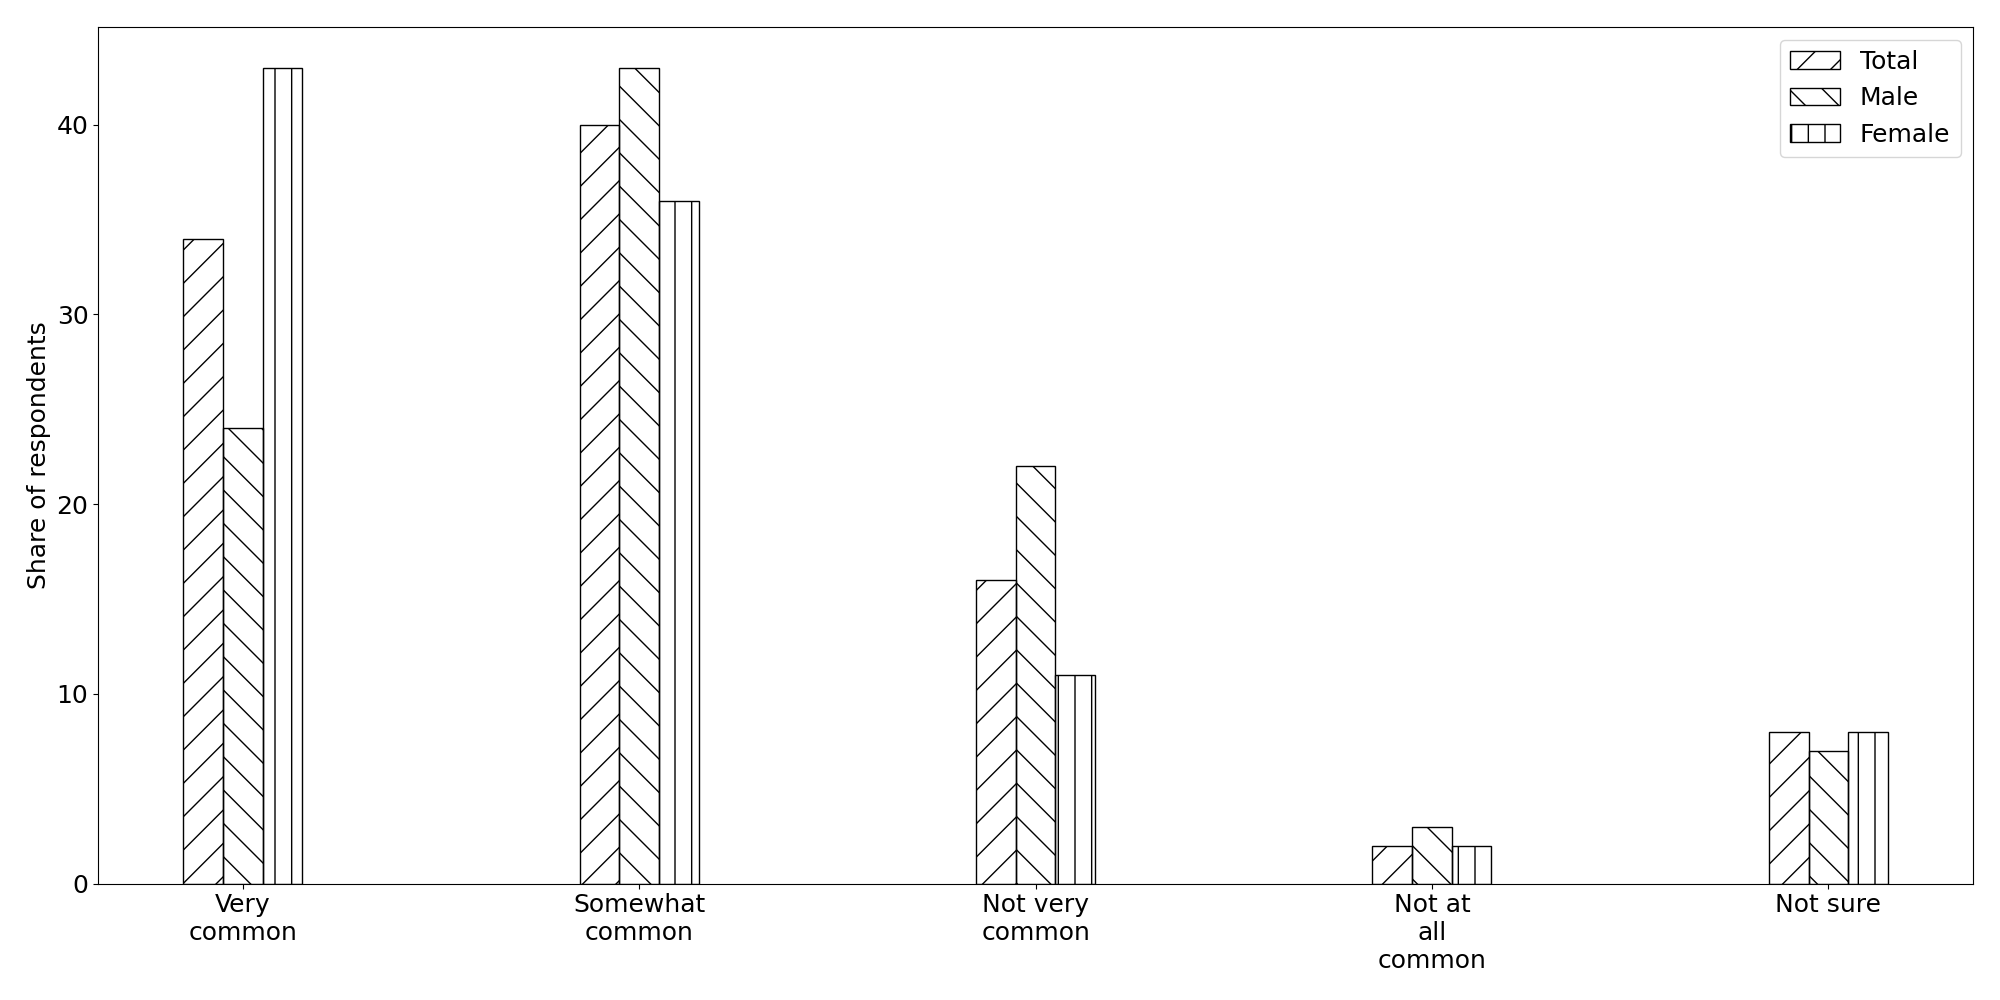 Total
Male
Female
Share of respondents
40
30
20
10
0
Very
common
Somewhat
common
Not very
common
Not at
all
common
Not sure